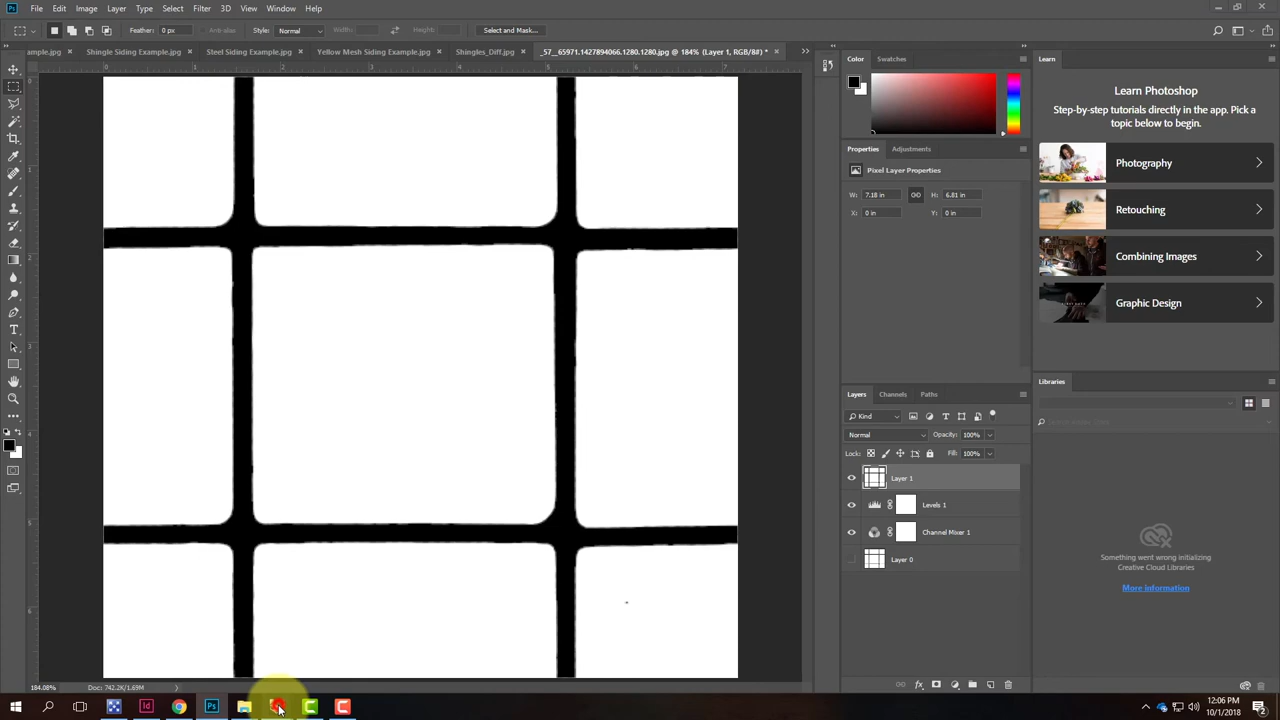 Ps File Edit Image Layer Type Select Filter 3D View Window Help
Feather: 0 px Anti-alias Style: Normal Width: Height: Select and Mask...
ample.jpg × Shingle Siding Example.jpg × Steel Siding Example.jpg × Yellow Mesh Siding Example.jpg × Shingles_Diff.jpg × _57__65971.1427894066.1280.1280.jpg @ 184% (Layer 1, RGB/8#) * ×
Color Swatches
Learn
Learn Photoshop
Step-by-step tutorials directly in the app. Pick a
topic below to begin.
Properties Adjustments
Pixel Layer Properties
W: 7.18 in H: 6.81 in
X: 0 in Y: 0 in
Photography
Retouching
Combining Images
Graphic Design
Layers Channels Paths
Kind
Normal Opacity: 100%
Lock: Fill: 100%
Layer 1
Levels 1
Channel Mixer 1
Layer 0
Libraries
Something went wrong initializing
Creative Cloud Libraries
More information
184.08% Doc: 742.2K/1.69M
12:06 PM
10/1/2018